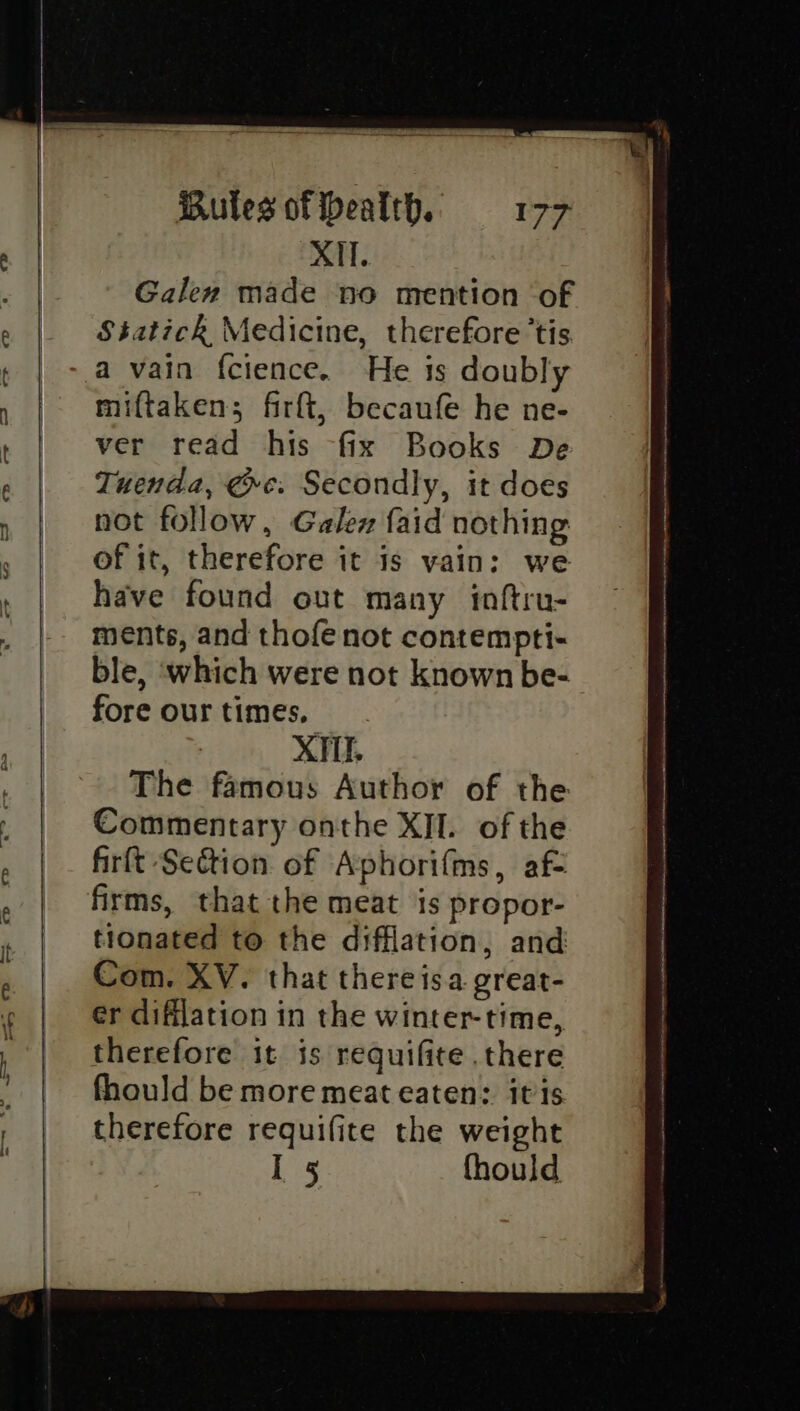 Rules of Health. 177
XII.
Galen made no mention of
Statick Medicine, therefore 'tis
a vain ſcience. He is doubly
miſtaken; firſt, becauſe he ne-
ver read his ſix Books De
Tuenda, &c. Secondly, it does
not follow, Galen ſaid nothing
of it, therefore it is vain: we
have found out many inſtru-
ments, and thoſe not contempti-
ble, which were not known be-
fore our times.
XIII.
The famous Author of the
Commentary on the XII. of the
firſt Section of Aphoriſms, af-
firms, that the meat is propor-
tionated to the difflation, and
Com. XV. that there is a great-
er difflation in the winter-time,
therefore it is requiſite there
ſhould be more meat eaten: it is
therefore requiſite the weight
I 5 ſhould